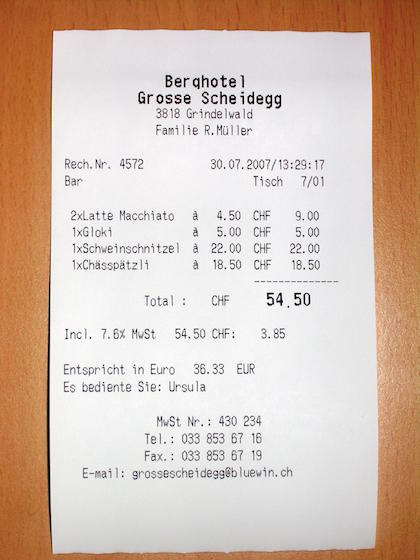 Berghotel
Grosse Scheidegg
3818 Grindelwald
Familie R.Müller
Rech.Nr. 4572 30.07.2007/13:29:17
Bar Tisch 7/01
2xLatte Macchiato à 4.50 CHF 9.00
1xGloki à 5.00 CHF 5.00
1xSchweinschnitzel à 22.00 CHF 22.00
1xChässpätzli à 18.50 CHF 18.50
Total : CHF 54.50
Incl. 7.6% MwSt 54.50 CHF: 3.85
Entspricht in Euro 36.33 EUR
Es bediente Sie: Ursula
MwSt Nr.: 430 234
Tel.: 033 853 67 16
Fax.: 033 853 67 19
E-mail: grossescheidegg@bluewin.ch